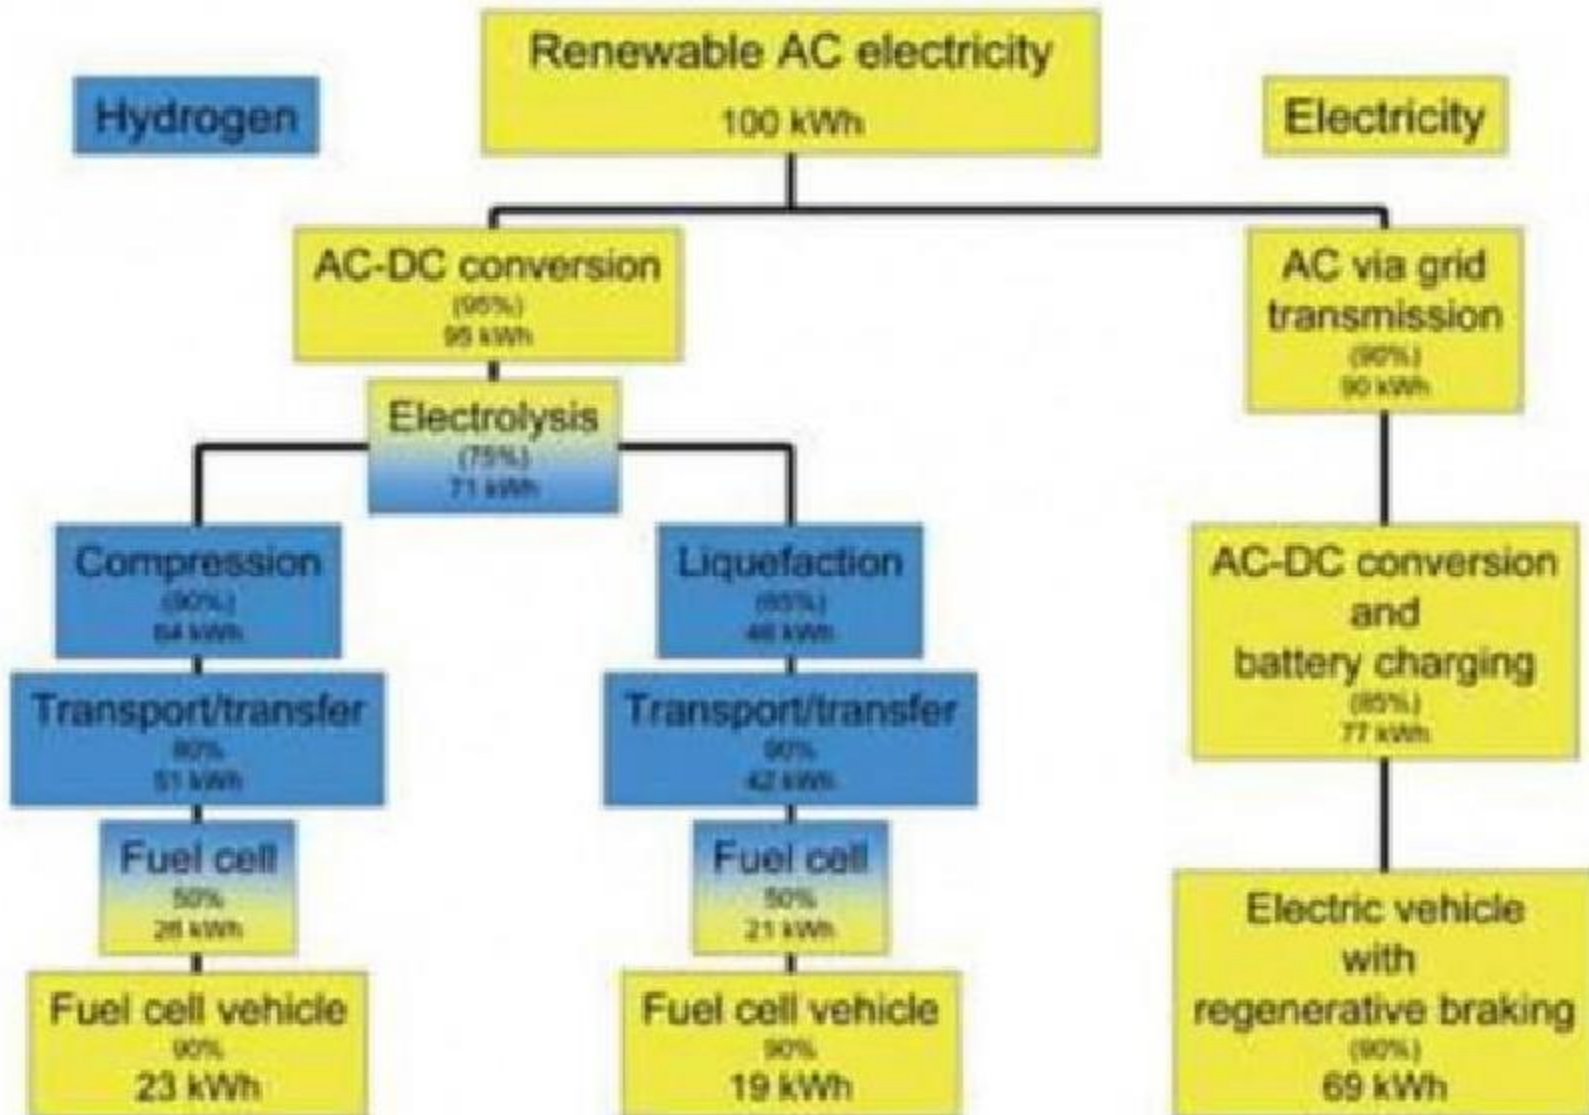 Renewable AC electricity
100 kWh
Hydrogen
Electricity
AC-DC conversion
(95%)
95 kWh
AC via grid
transmission
(90%)
90 kWh
Electrolysis
(75%)
71 kWh
Compression
(90%)
64 kWh
Liquefaction
(65%)
46 kWh
AC-DC conversion
and
battery charging
(85%)
77 kWh
Transport/transfer
80%
51 kWh
Transport/transfer
90%
42 kWh
Fuel cell
50%
26 kWh
Fuel cell
50%
21 kWh
Electric vehicle
with
regenerative braking
(90%)
69 kWh
Fuel cell vehicle
90%
23 kWh
Fuel cell vehicle
90%
19 kWh